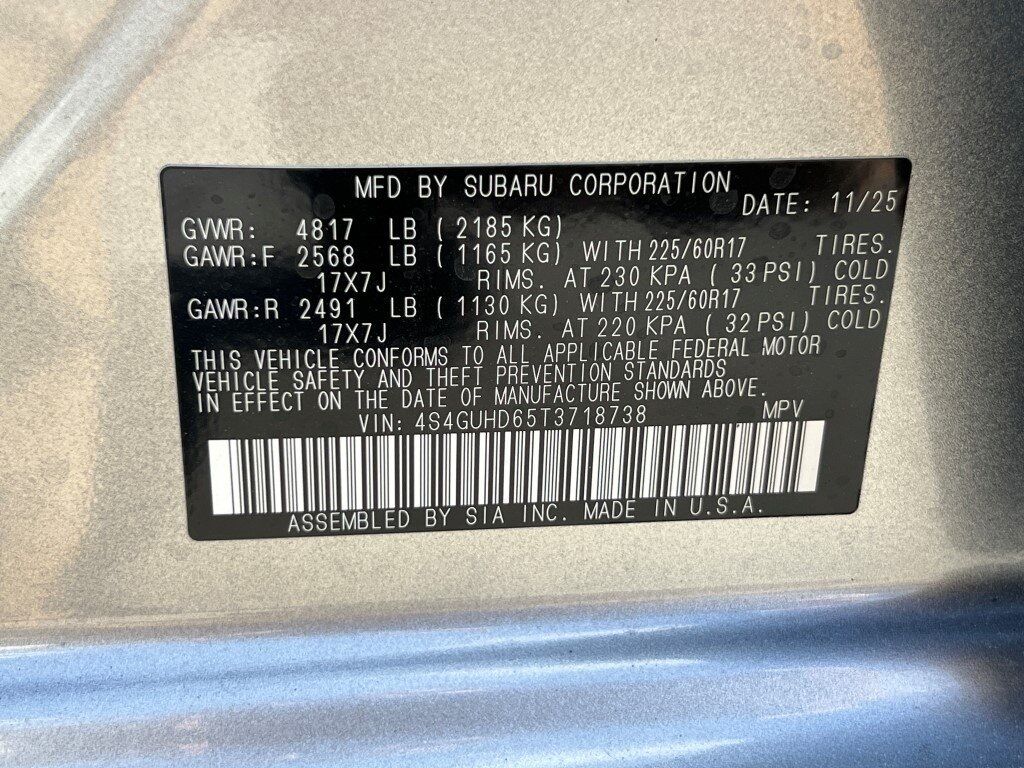 MFD BY SUBARU CORPORATION
DATE: 11/25
GVWR: 4817 LB ( 2185 KG)
GAWR:F 2568 LB ( 1165 KG) WITH 225/60R17 TIRES.
17X7J RIMS. AT 230 KPA ( 33 PSI) COLD
GAWR:R 2491 LB ( 1130 KG) WITH 225/60R17 TIRES.
17X7J RIMS. AT 220 KPA ( 32 PSI) COLD
THIS VEHICLE CONFORMS TO ALL APPLICABLE FEDERAL MOTOR
VEHICLE SAFETY AND THEFT PREVENTION STANDARDS
IN EFFECT ON THE DATE OF MANUFACTURE SHOWN ABOVE.
VIN: 4S4GUHD65T3718738 MPV
ASSEMBLED BY SIA INC. MADE IN U.S.A.